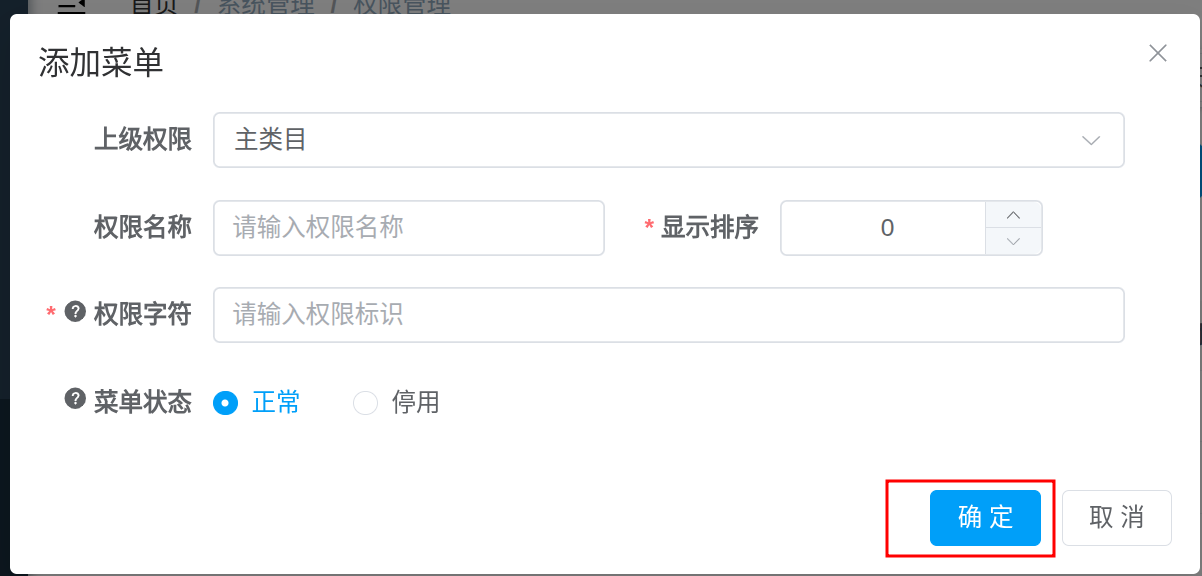 首页 / 系统管理 / 权限管理
添加菜单
上级权限 主类目
权限名称 请输入权限名称 * 显示排序 0
* ? 权限字符 请输入权限标识
? 菜单状态 正常 停用
确 定 取 消